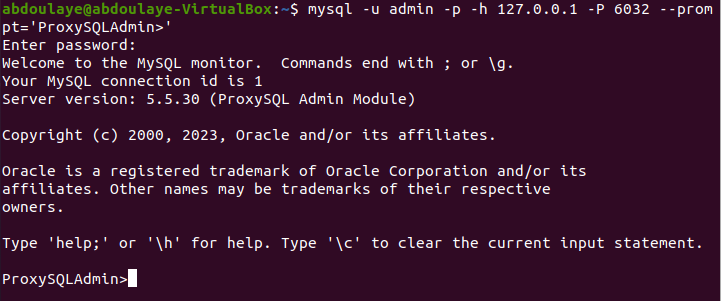 abdoulaye@abdoulaye-VirtualBox:~$ mysql -u admin -p -h 127.0.0.1 -P 6032 --prom
pt='ProxySQLAdmin>'
Enter password:
Welcome to the MySQL monitor.  Commands end with ; or \g.
Your MySQL connection id is 1
Server version: 5.5.30 (ProxySQL Admin Module)

Copyright (c) 2000, 2023, Oracle and/or its affiliates.

Oracle is a registered trademark of Oracle Corporation and/or its
affiliates. Other names may be trademarks of their respective
owners.

Type 'help;' or '\h' for help. Type '\c' to clear the current input statement.

ProxySQLAdmin>